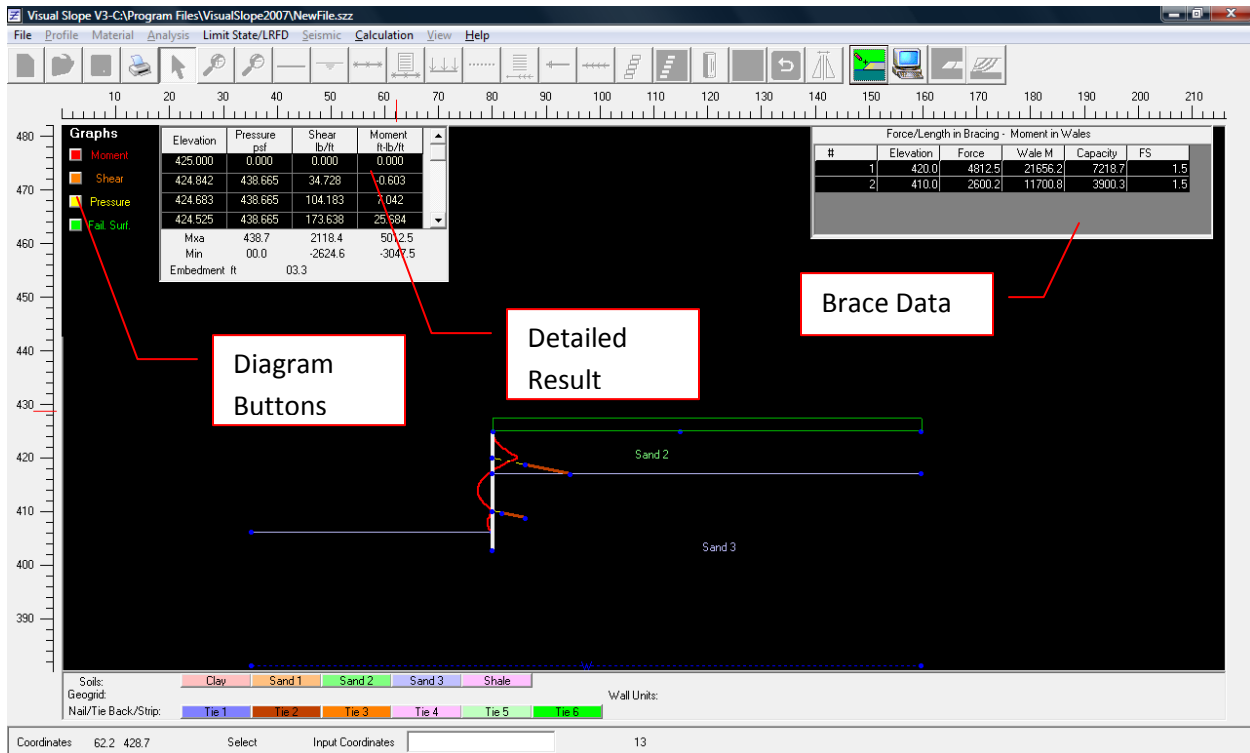 Visual Slope V3-C:\Program Files\VisualSlope2007\NewFile.szz
File Profile Material Analysis Limit State/LRFD Seismic Calculation View Help
10 20 30 40 50 60 70 80 90 100 110 120 130 140 150 160 170 180 190 200 210
480
470
460
450
440
430
420
410
400
390
Graphs
Moment
Shear
Pressure
Fail. Surf.
Elevation Pressure psf Shear lb/ft Moment ft-lb/ft
425.000 0.000 0.000 0.000
424.842 438.665 34.728 -0.603
424.683 438.665 104.183 7.042
424.525 438.665 173.638 25.684
Mxa 438.7 2118.4 5012.5
Min 00.0 -2624.6 -3047.5
Embedment ft 03.3
Force/Length in Bracing - Moment in Wales
# Elevation Force Wale M Capacity FS
1 420.0 4812.5 21656.2 7218.7 1.5
2 410.0 2600.2 11700.8 3900.3 1.5
Brace Data
Detailed
Result
Diagram
Buttons
Sand 2
Sand 3
Soils: Clay Sand 1 Sand 2 Sand 3 Shale
Geogrid: Wall Units:
Nail/Tie Back/Strip: Tie 1 Tie 2 Tie 3 Tie 4 Tie 5 Tie 6
Coordinates 62.2 428.7 Select Input Coordinates 13